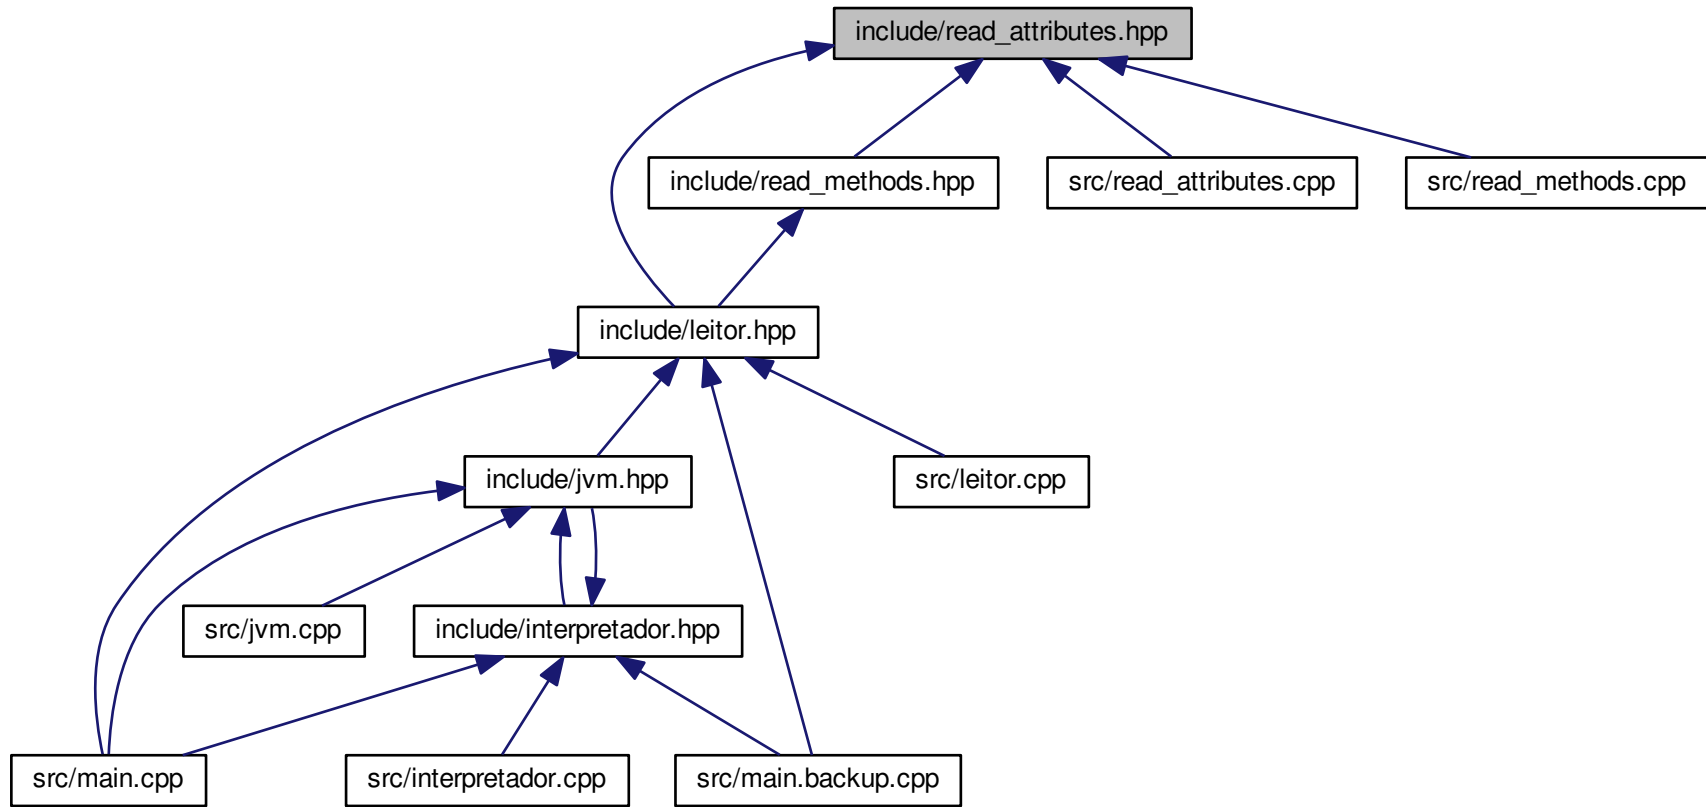 include/read_attributes.hpp
include/read_methods.hpp
src/read_attributes.cpp
src/read_methods.cpp
include/leitor.hpp
include/jvm.hpp
src/leitor.cpp
src/jvm.cpp
include/interpretador.hpp
src/main.cpp
src/interpretador.cpp
src/main.backup.cpp